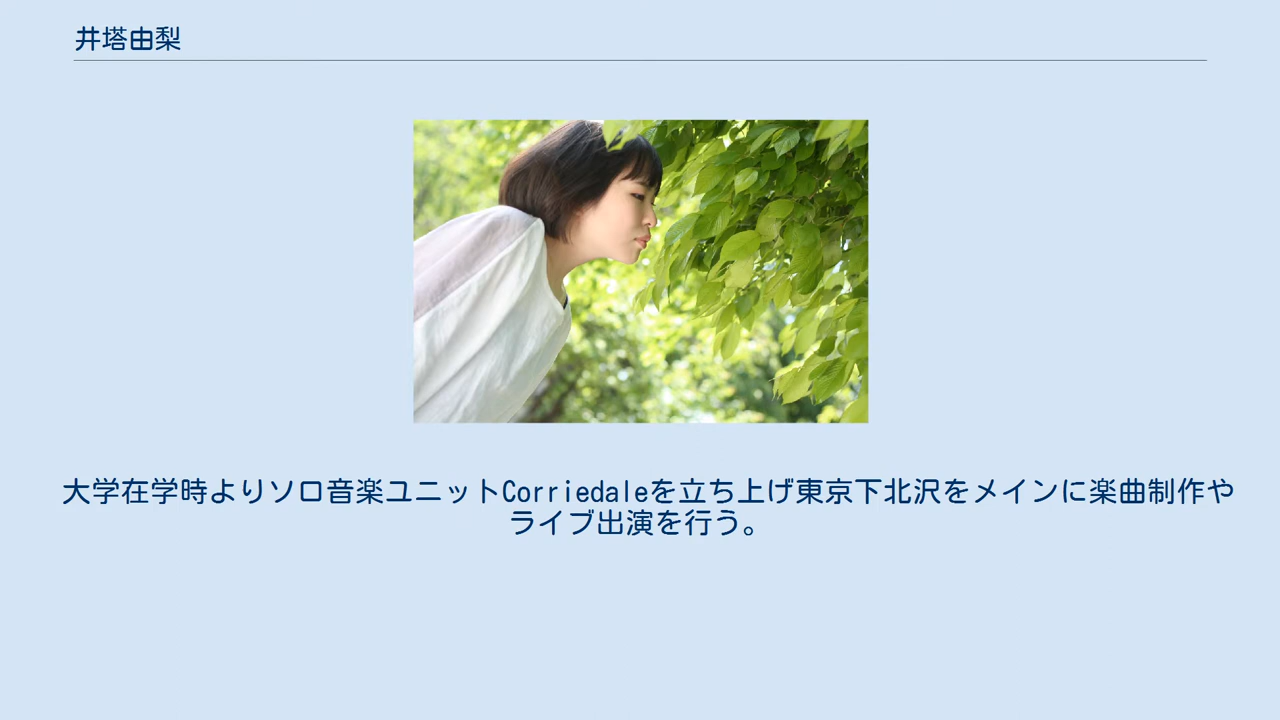 井塔由梨
大学在学時よりソロ音楽ユニットCorriedaleを立ち上げ東京下北沢をメインに楽曲制作や
ライブ出演を行う。